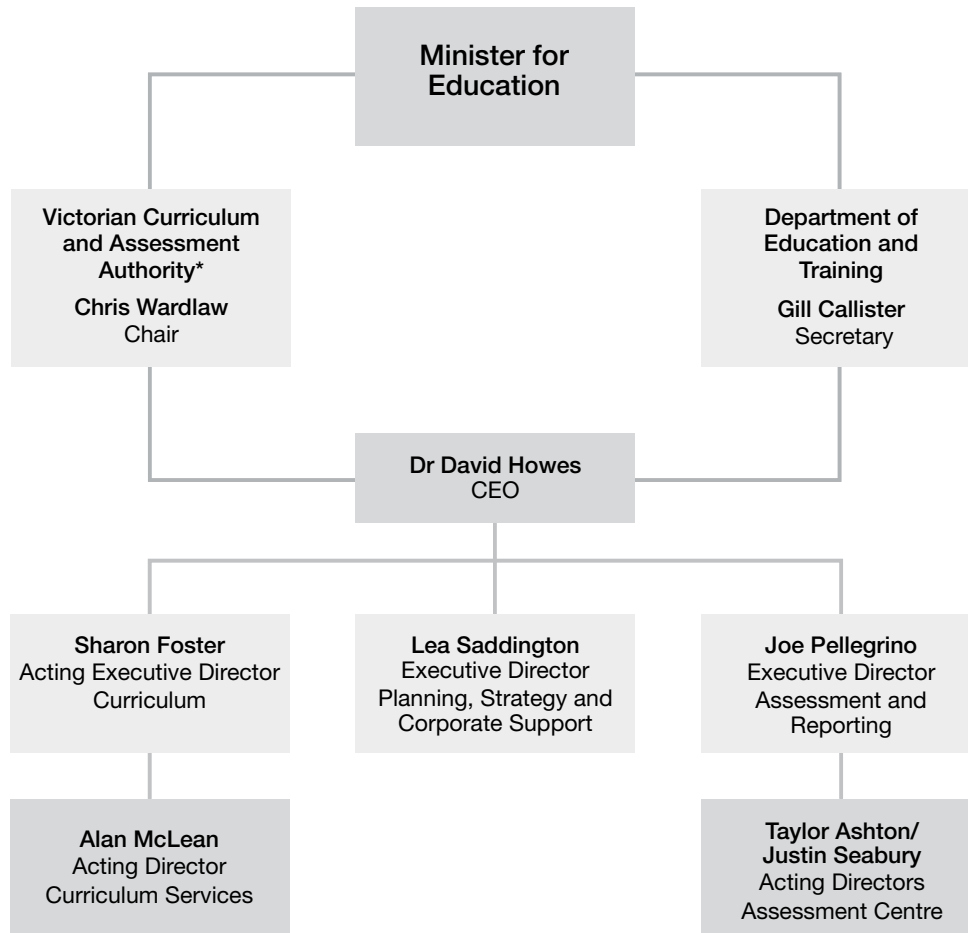 Minister for
Education
Victorian Curriculum
and Assessment
Authority*
Chris Wardlaw
Chair
Department of
Education and
Training
Gill Callister
Secretary
Dr David Howes
CEO
Sharon Foster
Acting Executive Director
Curriculum
Lea Saddington
Executive Director
Planning, Strategy and
Corporate Support
Joe Pellegrino
Executive Director
Assessment and
Reporting
Alan McLean
Acting Director
Curriculum Services
Taylor Ashton/
Justin Seabury
Acting Directors
Assessment Centre